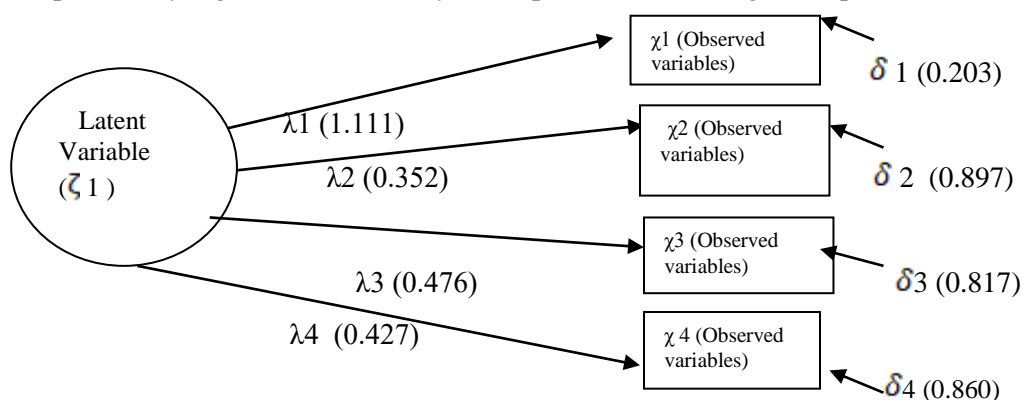 χ1 (Observed
variables)
δ 1 (0.203)
Latent
Variable
(ζ 1 )
λ1 (1.111)
χ2 (Observed
variables)
λ2 (0.352)
δ 2 (0.897)
χ3 (Observed
variables)
λ3 (0.476)
δ3 (0.817)
λ4 (0.427)
χ 4 (Observed
variables)
δ4 (0.860)